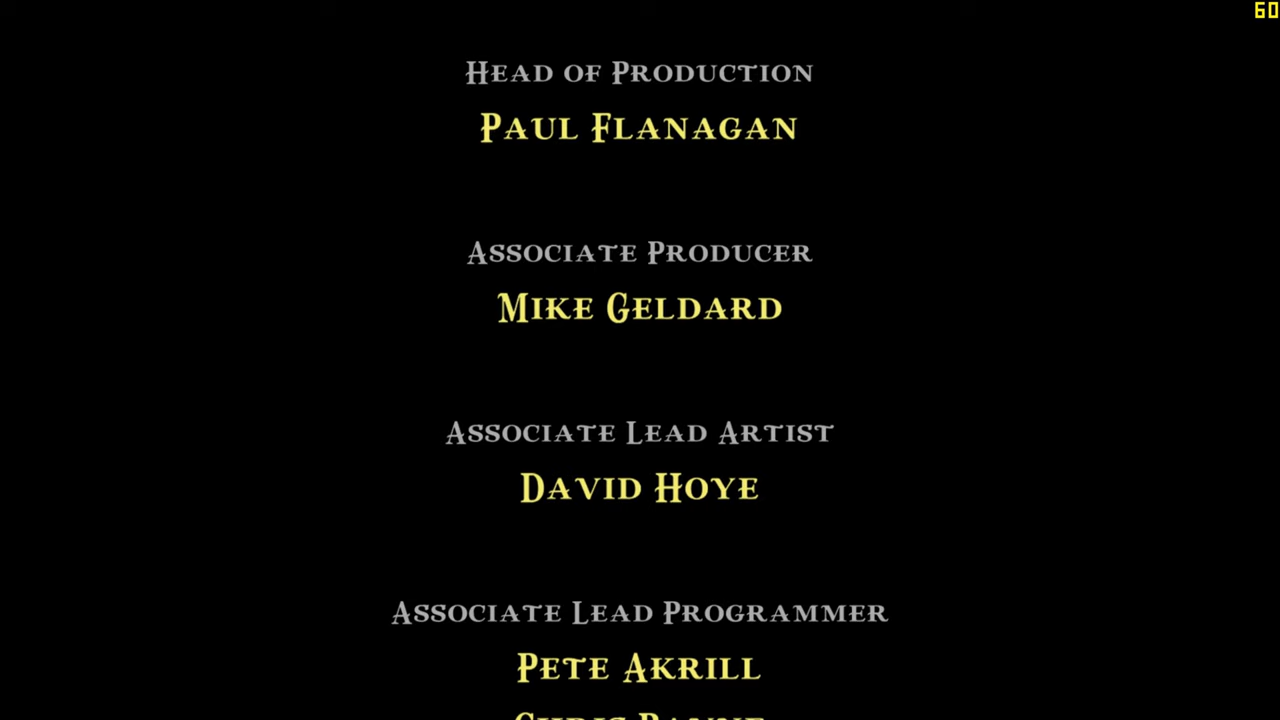 60
Head of Production
Paul Flanagan
Associate Producer
Mike Geldard
Associate Lead Artist
David Hoye
Associate Lead Programmer
Pete Akrill
Chris